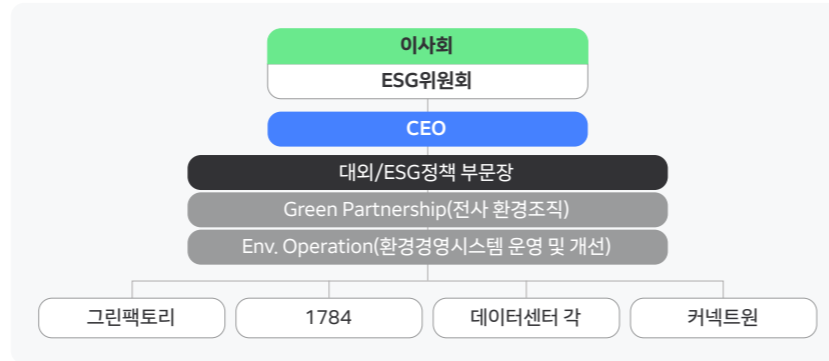 이사회
ESG위원회
CEO
대외/ESG정책 부문장
Green Partnership(전사 환경조직)
Env. Operation(환경경영시스템 운영 및 개선)
그린팩토리 1784 데이터센터 각 커넥트원